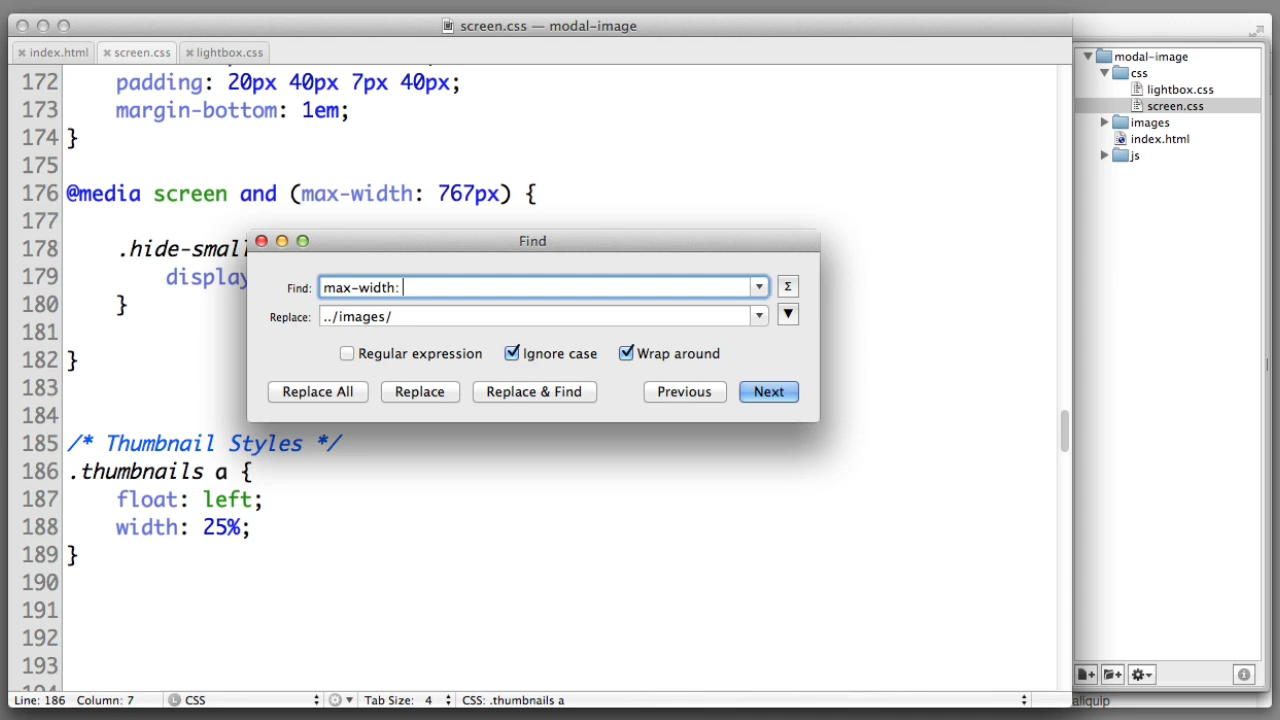 screen.css — modal-image
index.html
screen.css
lightbox.css
172 padding: 20px 40px 7px 40px;
173 margin-bottom: 1em;
174 }
175
176 @media screen and (max-width: 767px) {
177
178 .hide-small
179 display
180 }
181
182 }
183
184
185 /* Thumbnail Styles */
186 .thumbnails a {
187 float: left;
188 width: 25%;
189 }
190
191
192
193
Find
Find: max-width:
Replace: ../images/
Regular expression
Ignore case
Wrap around
Replace All
Replace
Replace & Find
Previous
Next
modal-image
css
lightbox.css
screen.css
images
index.html
js
Line: 186 Column: 7
CSS
Tab Size: 4
CSS: .thumbnails a
aliquip